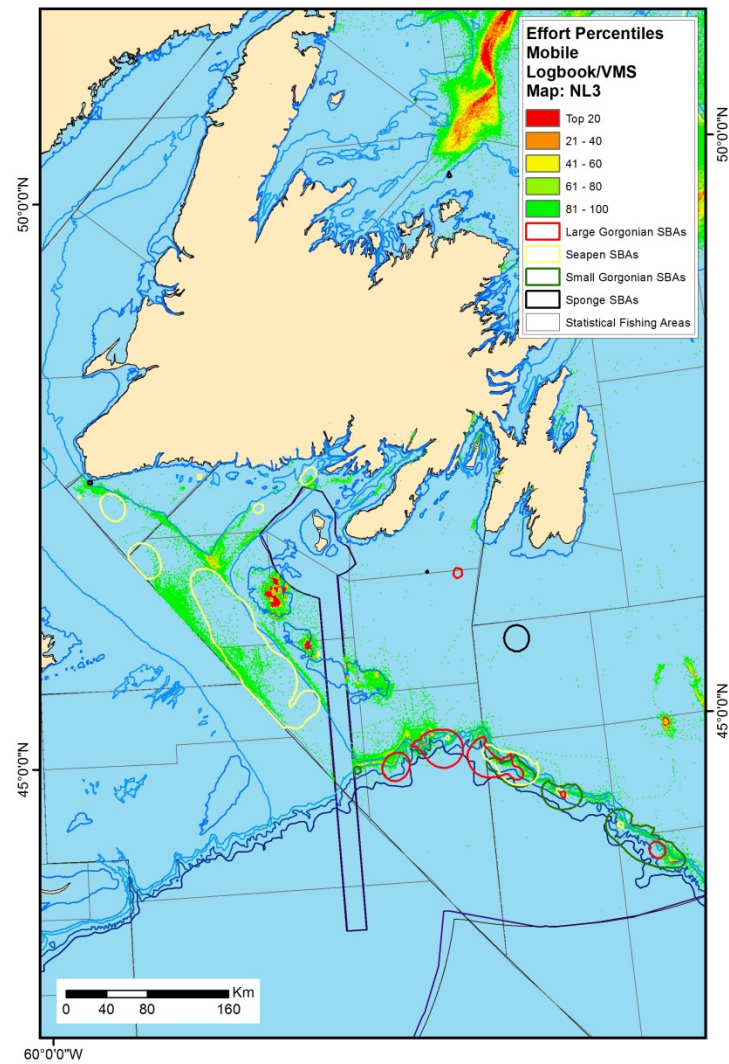 Effort Percentiles
Mobile
Logbook/VMS
Map: NL3
Top 20
21 - 40
41 - 60
61 - 80
81 - 100
Large Gorgonian SBAs
Seapen SBAs
Small Gorgonian SBAs
Sponge SBAs
Statistical Fishing Areas
50°0'0"N
50°0'0"N
45°0'0"N
45°0'0"N
Km
0 40 80 160
60°0'0"W